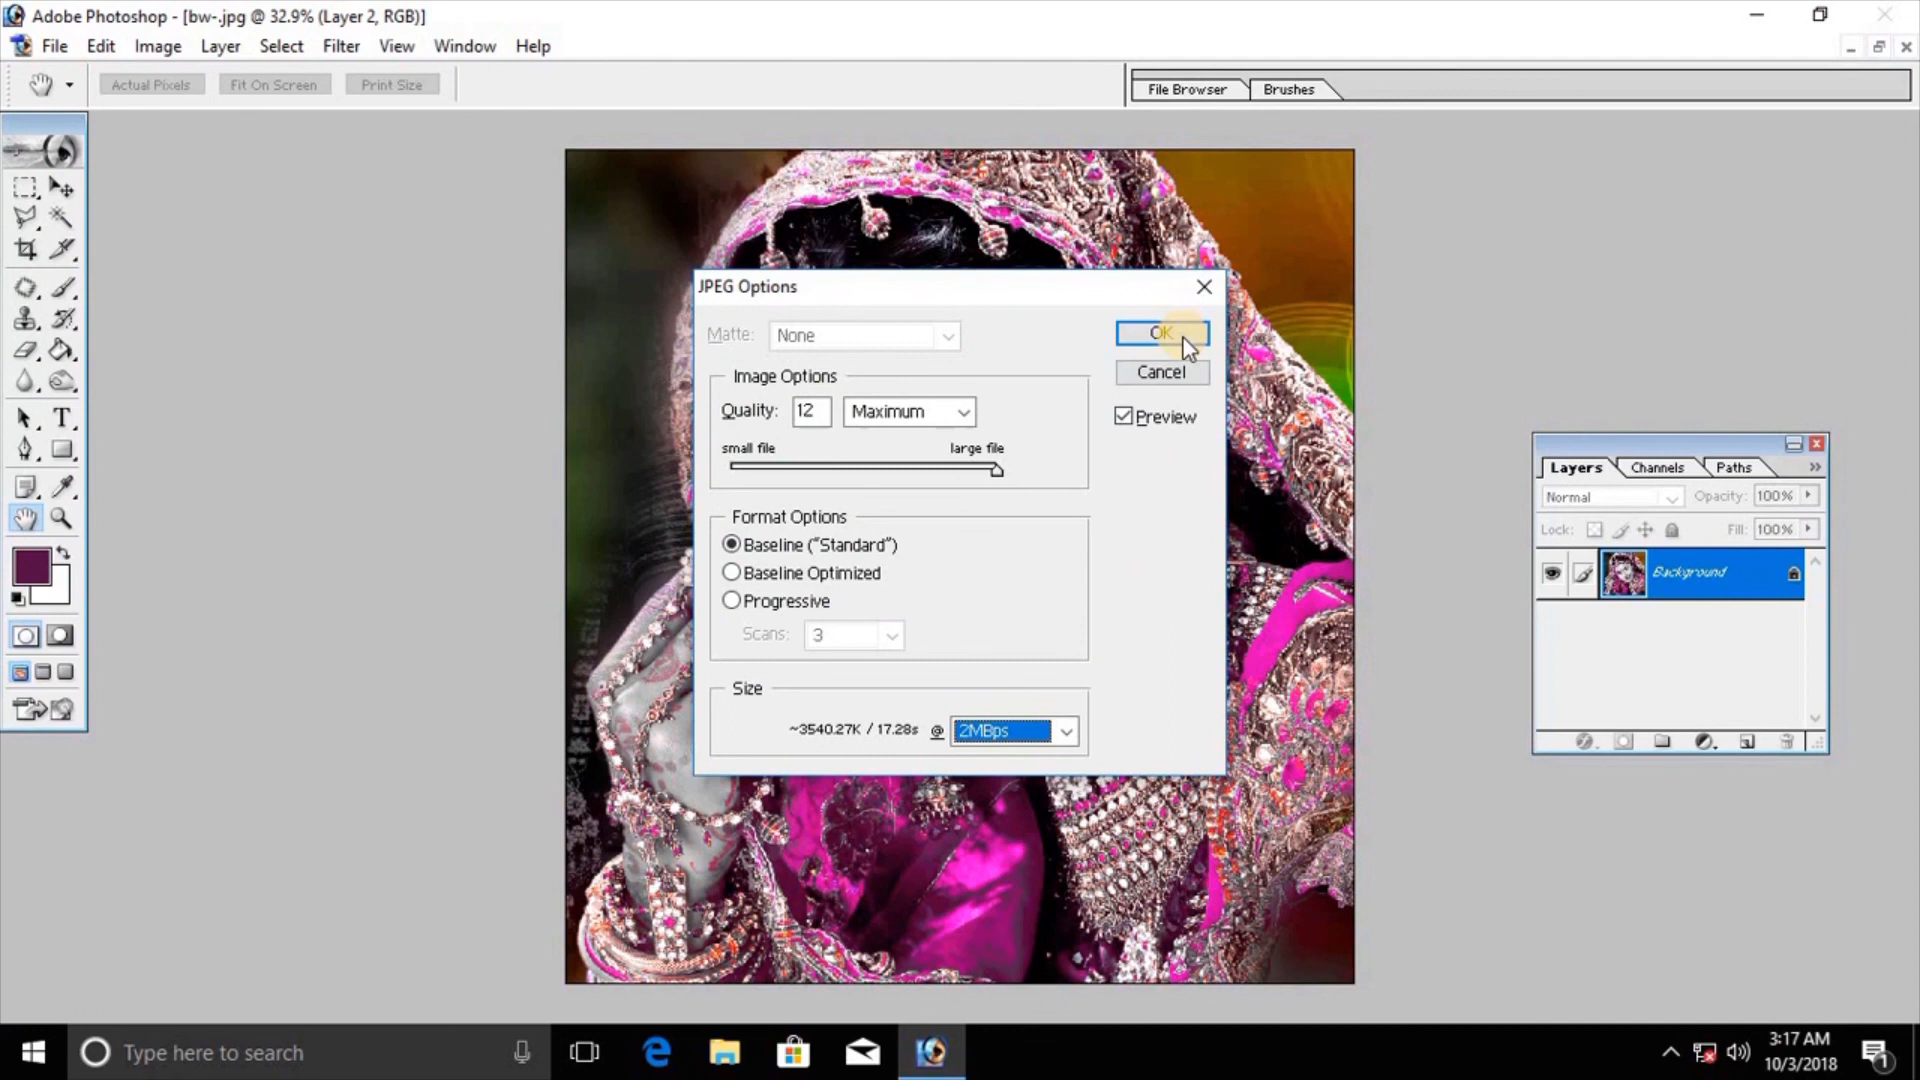 Adobe Photoshop - [bw-.jpg @ 32.9% (Layer 2, RGB)]
File Edit Image Layer Select Filter View Window Help
Actual Pixels Fit On Screen Print Size
File Browser Brushes
JPEG Options
Matte: None
OK
Cancel
Preview
Image Options
Quality: 12 Maximum
small file large file
Format Options
Baseline ("Standard")
Baseline Optimized
Progressive
Scans: 3
Size
~3540.27K / 17.28s @ 2MBps
Layers Channels Paths
Normal Opacity: 100%
Lock: Fill: 100%
Background
Type here to search
3:17 AM
10/3/2018
1